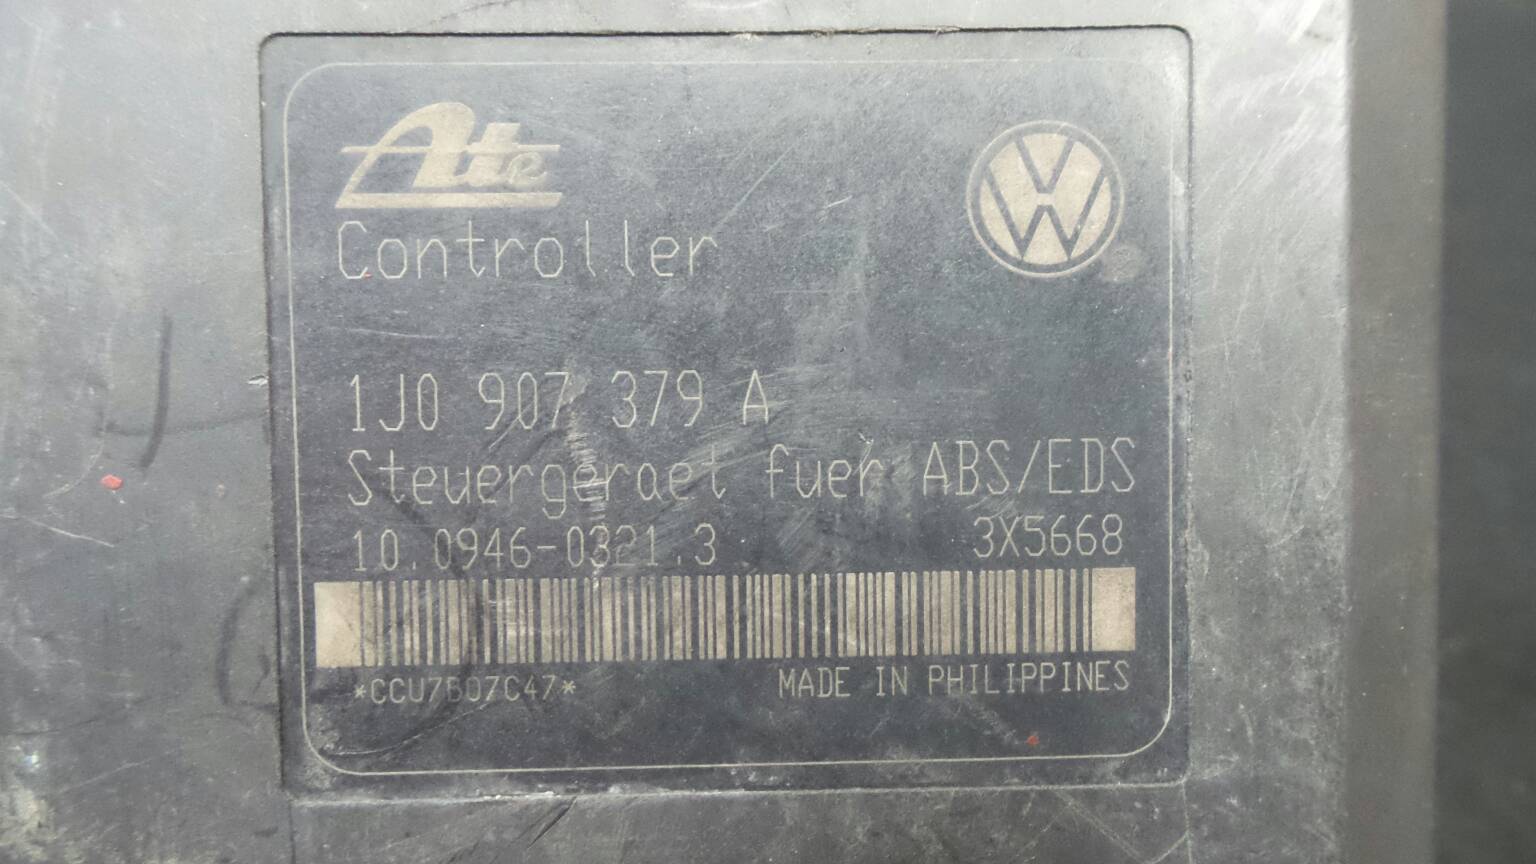 Ate
Controller
1J0 907 379 A
Steuergeraet fuer ABS/EDS
10.0946-0321.3 3X5668
*CCU7B07C47*
MADE IN PHILIPPINES